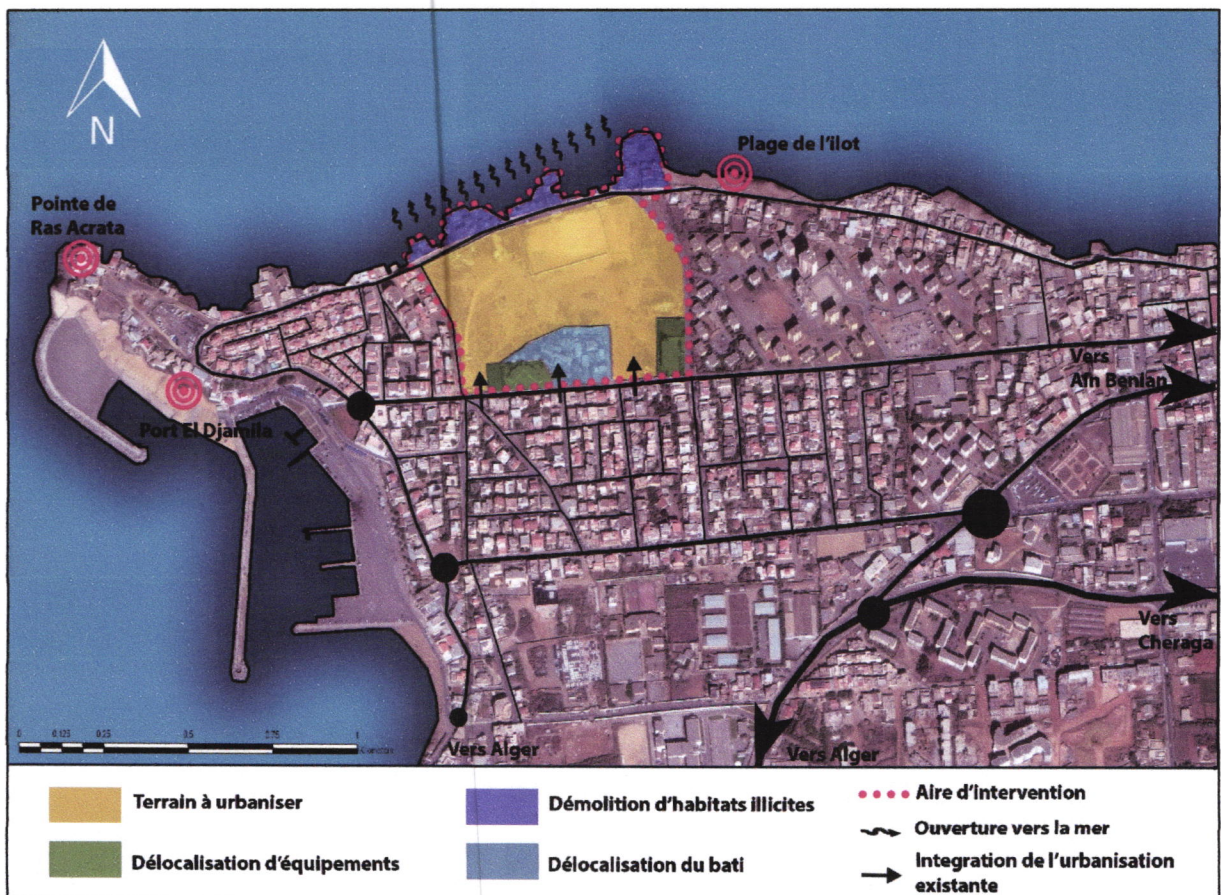 N
Plage de l'ilot
Pointe de
Ras Acrata
Port El Djamila
Vers
Ain Benian
Vers
Cheraga
Vers Alger
Vers Alger
0 0,125 0,25 0,5 0,75 1
Terrain à urbaniser
Délocalisation d'équipements
Démolition d'habitats illicites
Délocalisation du bati
Aire d'intervention
Ouverture vers la mer
Integration de l'urbanisation
existante